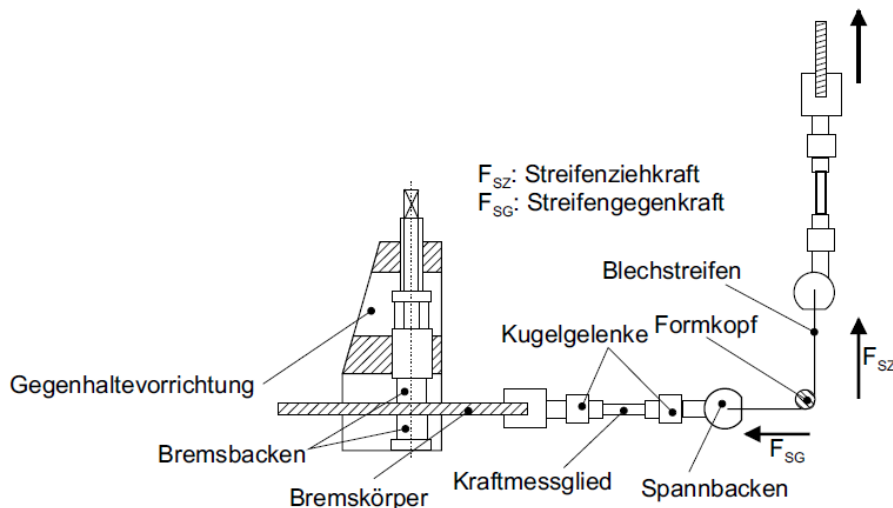 F_SZ: Streifenziehkraft
F_SG: Streifengegenkraft
Blechstreifen
Formkopf
Kugelgelenke
F_SZ
Gegenhaltevorrichtung
F_SG
Bremsbacken
Kraftmessglied
Spannbacken
Bremskörper